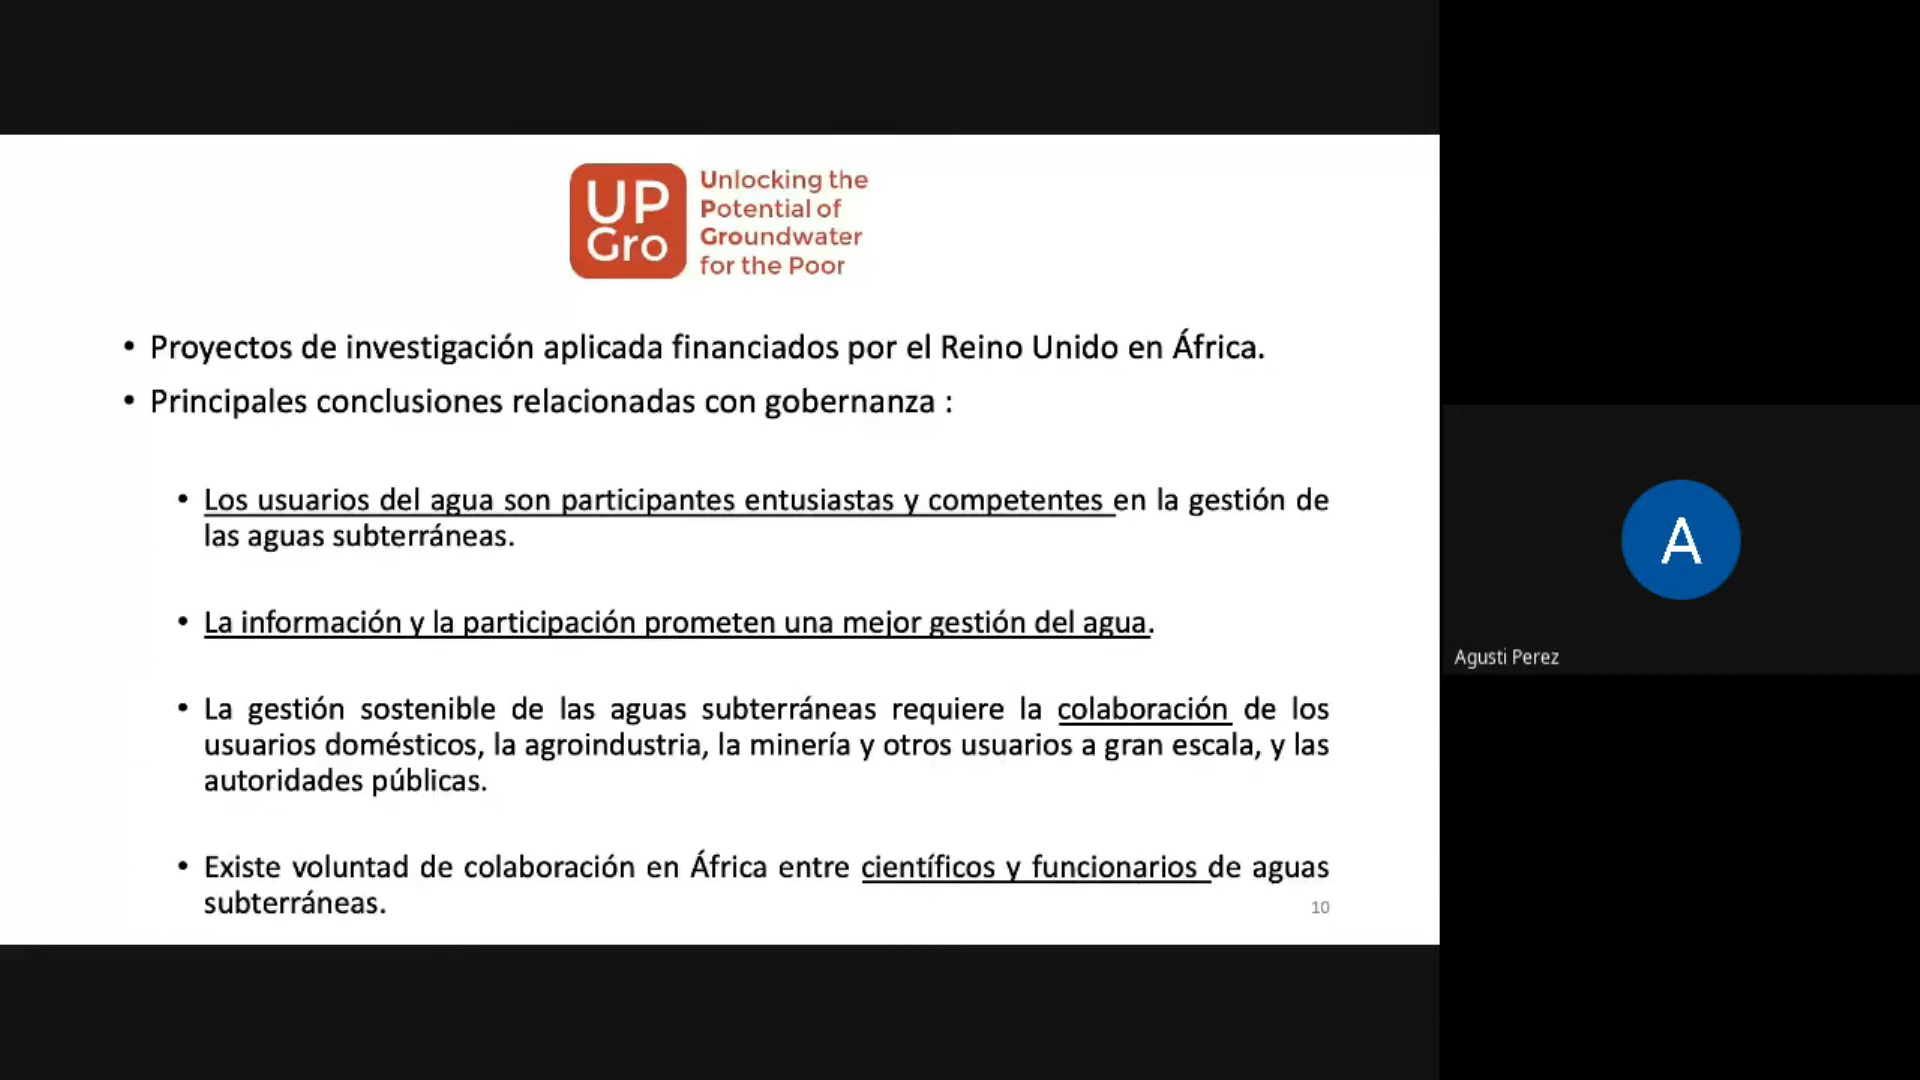 UP
Gro
Unlocking the
Potential of
Groundwater
for the Poor
• Proyectos de investigación aplicada financiados por el Reino Unido en África.
• Principales conclusiones relacionadas con gobernanza :
• Los usuarios del agua son participantes entusiastas y competentes en la gestión de
las aguas subterráneas.
• La información y la participación prometen una mejor gestión del agua.
• La gestión sostenible de las aguas subterráneas requiere la colaboración de los
usuarios domésticos, la agroindustria, la minería y otros usuarios a gran escala, y las
autoridades públicas.
• Existe voluntad de colaboración en África entre científicos y funcionarios de aguas
subterráneas.
10
A
Agusti Perez